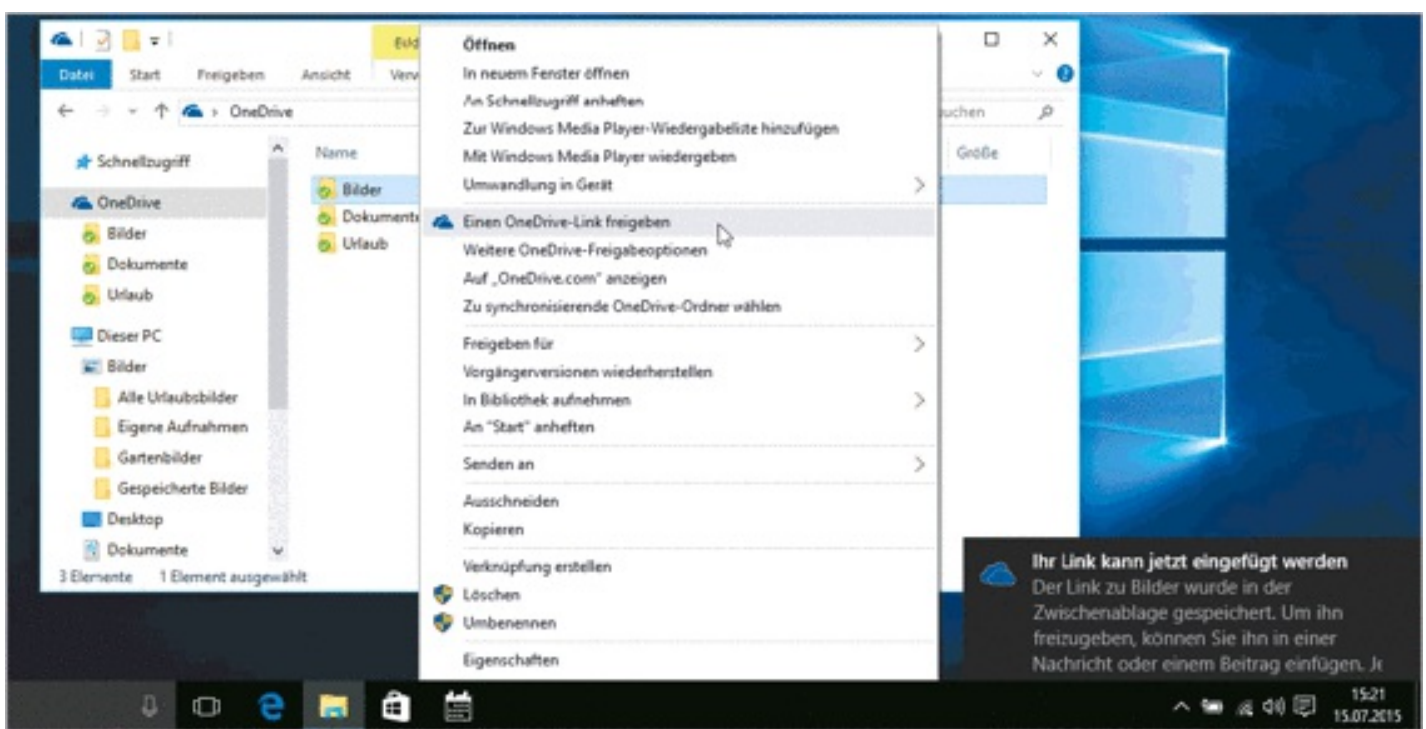 Datei Start Freigeben Ansicht
OneDrive
Schnellzugriff
OneDrive
Bilder
Dokumente
Urlaub
Dieser PC
Bilder
Alle Urlaubsbilder
Eigene Aufnahmen
Gartenbilder
Gespeicherte Bilder
Desktop
Dokumente
3 Elemente 1 Element ausgewählt
Name
Größe
Bilder
Dokumente
Urlaub
Öffnen
In neuem Fenster öffnen
An Schnellzugriff anheften
Zur Windows Media Player-Wiedergabeliste hinzufügen
Mit Windows Media Player wiedergeben
Umwandlung in Gerät
Einen OneDrive-Link freigeben
Weitere OneDrive-Freigabeoptionen
Auf „OneDrive.com" anzeigen
Zu synchronisierende OneDrive-Ordner wählen
Freigeben für
Vorgängerversionen wiederherstellen
In Bibliothek aufnehmen
An "Start" anheften
Senden an
Ausschneiden
Kopieren
Verknüpfung erstellen
Löschen
Umbenennen
Eigenschaften
Ihr Link kann jetzt eingefügt werden
Der Link zu Bilder wurde in der
Zwischenablage gespeichert. Um ihn
freizugeben, können Sie ihn in einer
Nachricht oder einem Beitrag einfügen.
15:21
15.07.2015